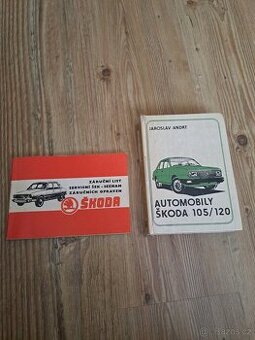 ZÁRUČNÍ LIST
SERVISNÍ ŠEK - SEZNAM
ZÁRUČNÍCH OPRAVEN
ŠKODA
JAROSLAV ANDRT
AUTOMOBILY
ŠKODA 105/120